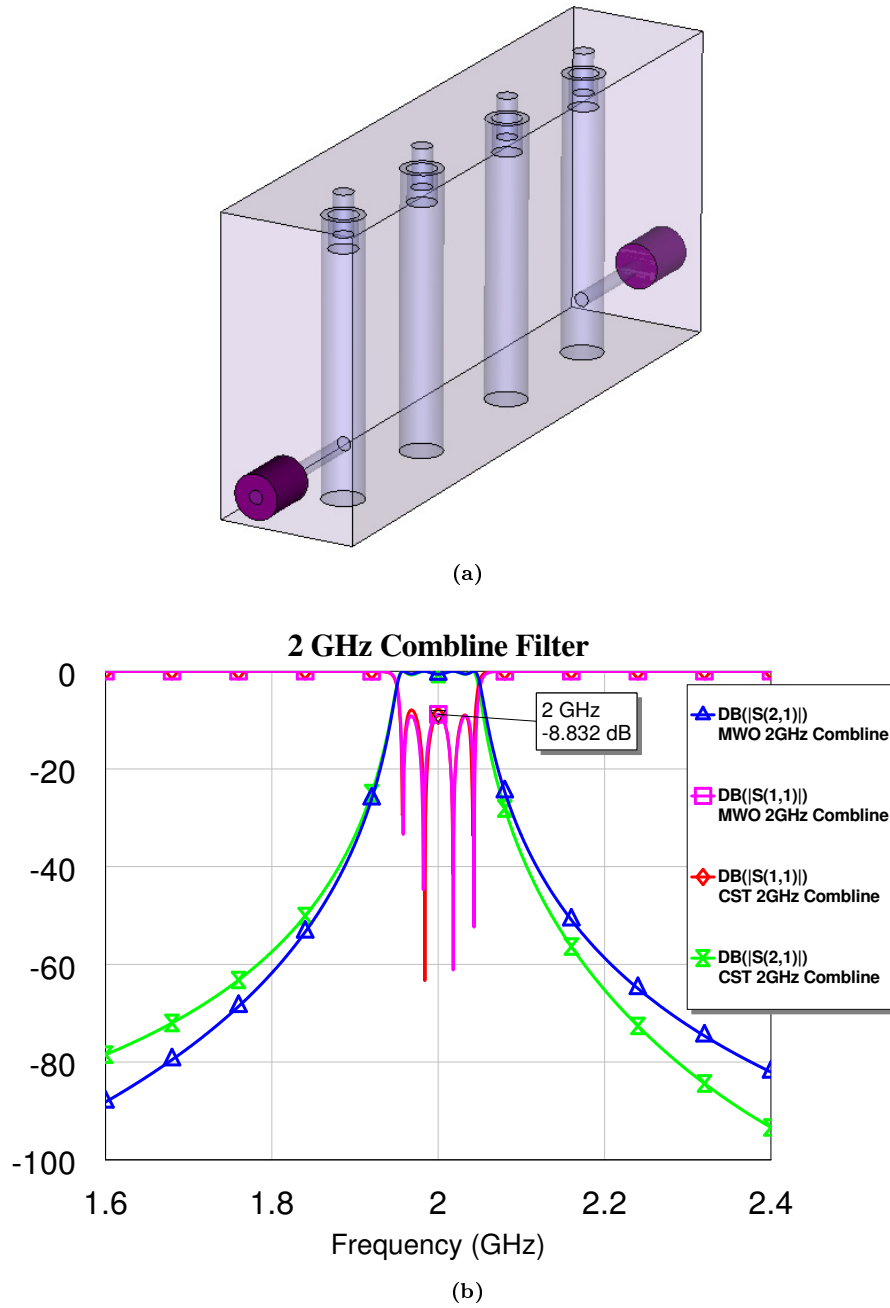 (a)
2 GHz Combline Filter
0
-20
-40
-60
-80
-100
1.6
1.8
2
2.2
2.4
Frequency (GHz)
2 GHz
-8.832 dB
DB(|S(2,1)|)
MWO 2GHz Combline
DB(|S(1,1)|)
MWO 2GHz Combline
DB(|S(1,1)|)
CST 2GHz Combline
DB(|S(2,1)|)
CST 2GHz Combline
(b)